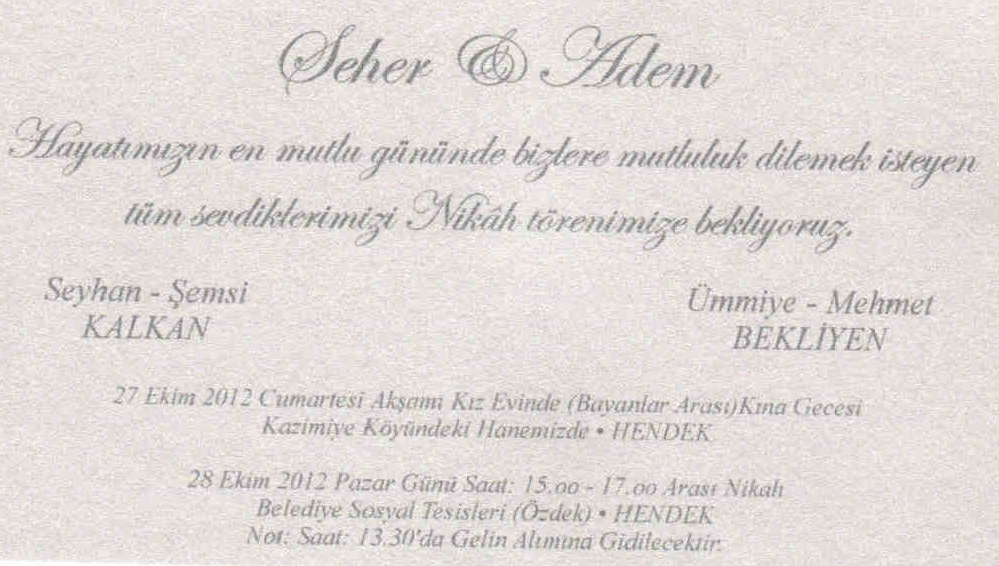 Seher & Adem
Hayatımızın en mutlu gününde bizlere mutluluk dilemek isteyen
tüm sevdiklerimizi Nikâh törenimize bekliyoruz.
Seyhan - Şemsi
KALKAN
Ümmiye - Mehmet
BEKLİYEN
27 Ekim 2012 Cumartesi Akşamı Kız Evinde (Bayanlar Arası)Kına Gecesi
Kazimiye Köyündeki Hanemizde • HENDEK
28 Ekim 2012 Pazar Günü Saat: 15.oo - 17.oo Arası Nikah
Belediye Sosyal Tesisleri (Özdek) • HENDEK
Not: Saat: 13.30'da Gelin Alımına Gidilecektir.